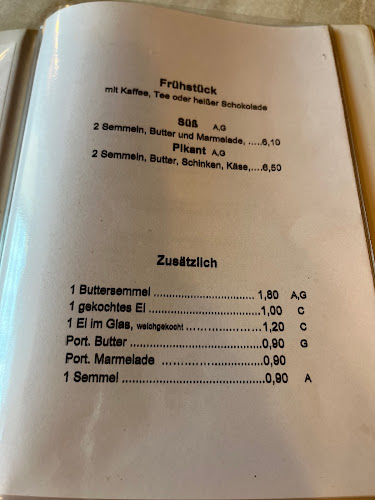 Frühstück
mit Kaffee, Tee oder heißer Schokolade
Süß A,G
2 Semmeln, Butter und Marmelade, .....6,10
Pikant A,G
2 Semmeln, Butter, Schinken, Käse,....6,50
Zusätzlich
1 Buttersemmel ................................ 1,80 A,G
1 gekochtes Ei ...................................1,00 C
1 Ei im Glas, weichgekocht ........................1,20 C
Port. Butter..........................................0,90 G
Port. Marmelade ................................0,90
1 Semmel.............................................0,90 A